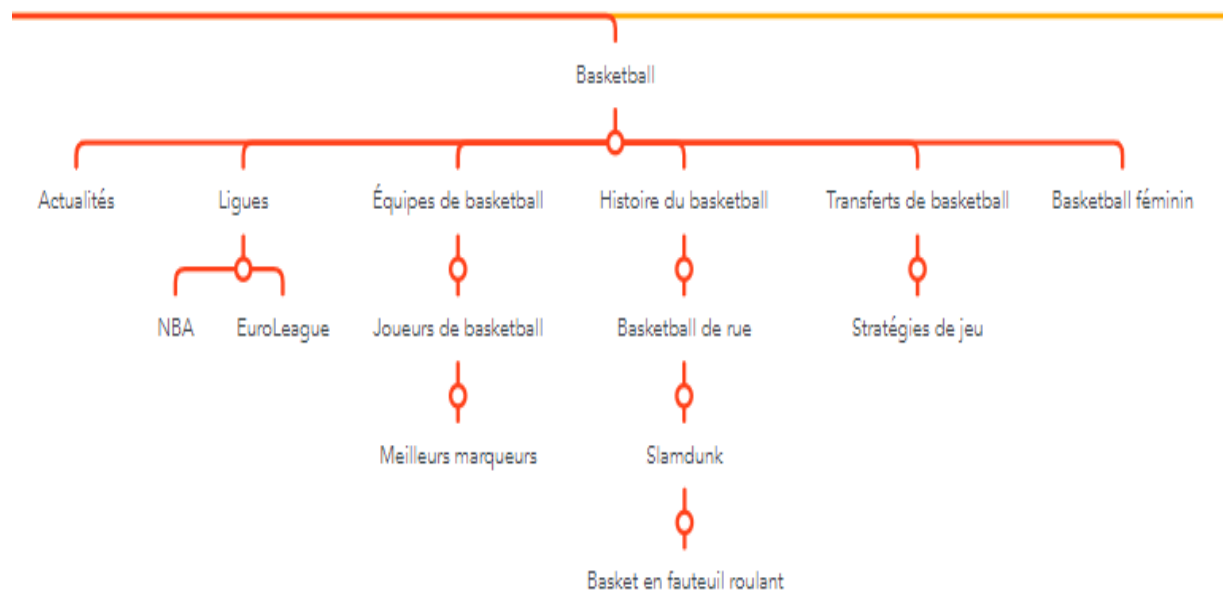 Basketball
Actualités
Ligues
Équipes de basketball
Histoire du basketball
Transferts de basketball
Basketball féminin
NBA
EuroLeague
Joueurs de basketball
Basketball de rue
Stratégies de jeu
Meilleurs marqueurs
Slamdunk
Basket en fauteuil roulant